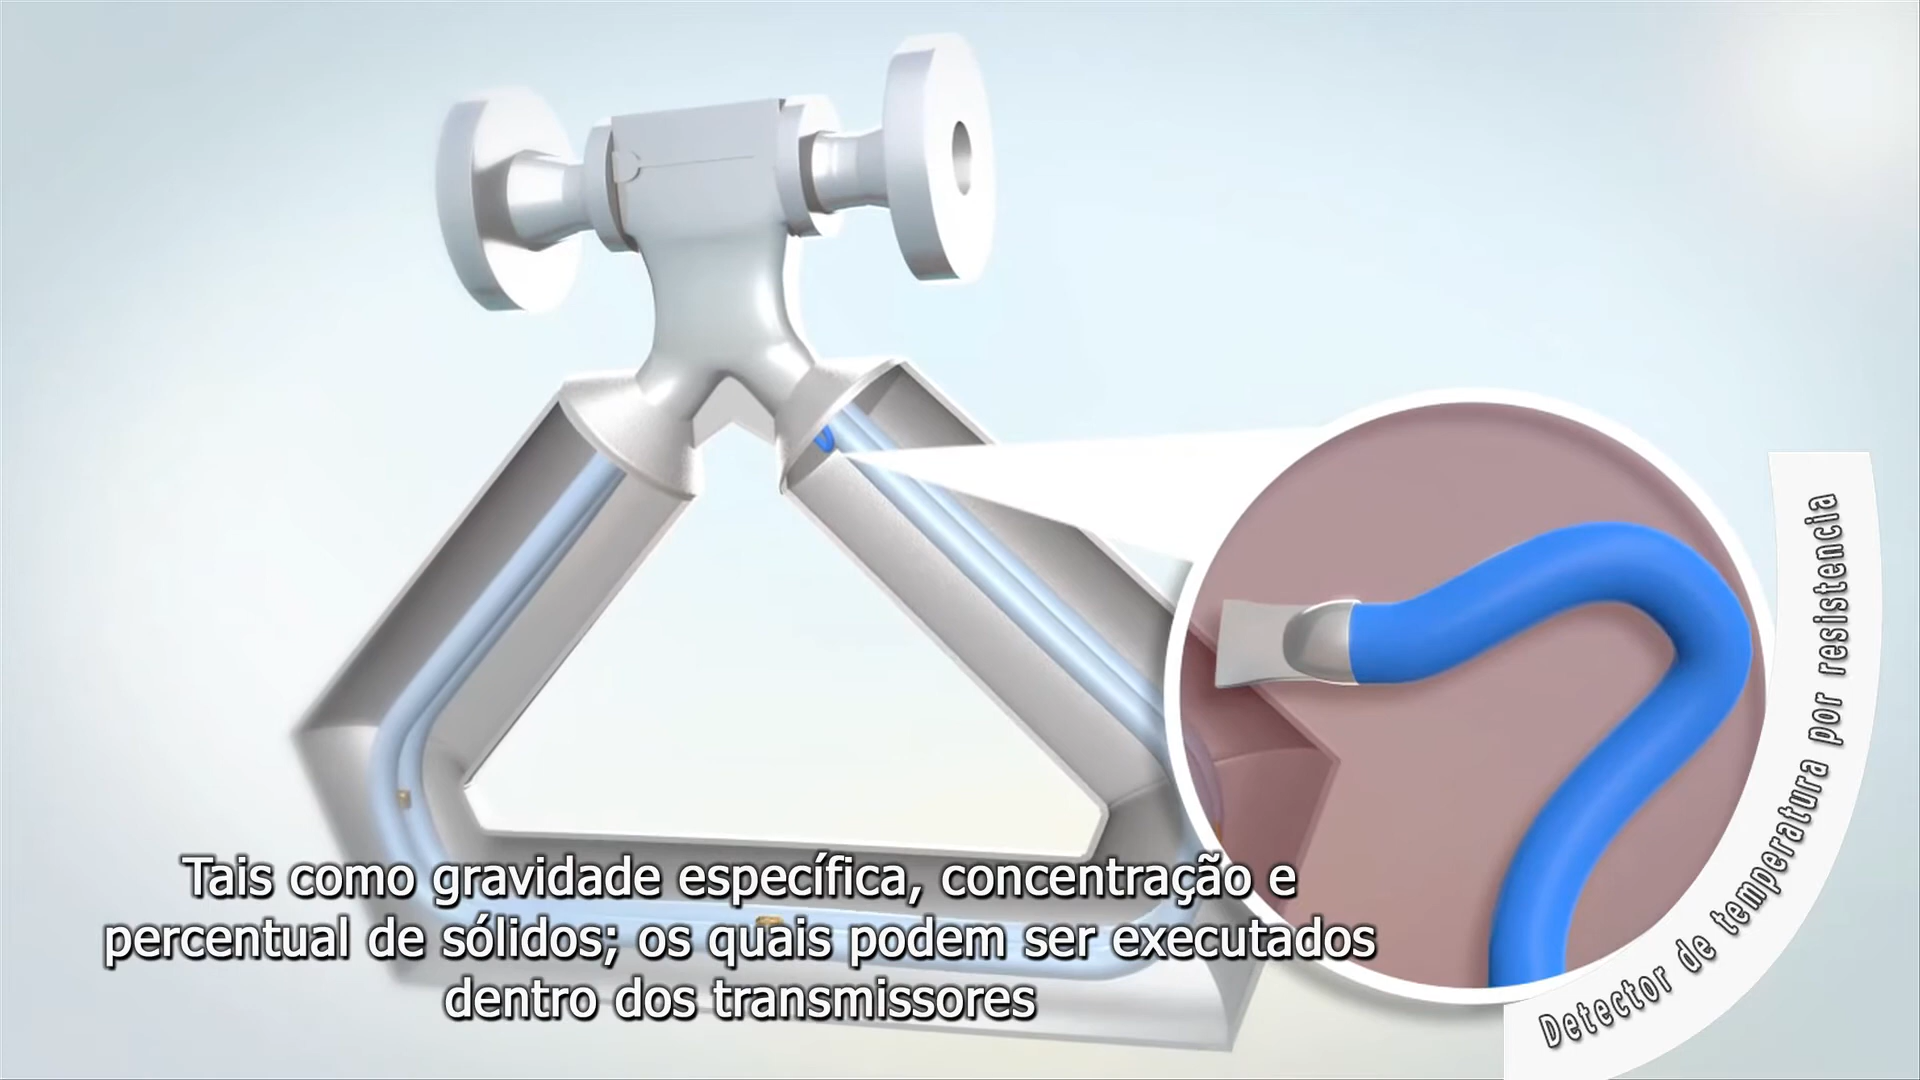 Detector de temperatura por resistencia
Tais como gravidade específica, concentração e
percentual de sólidos; os quais podem ser executados
dentro dos transmissores